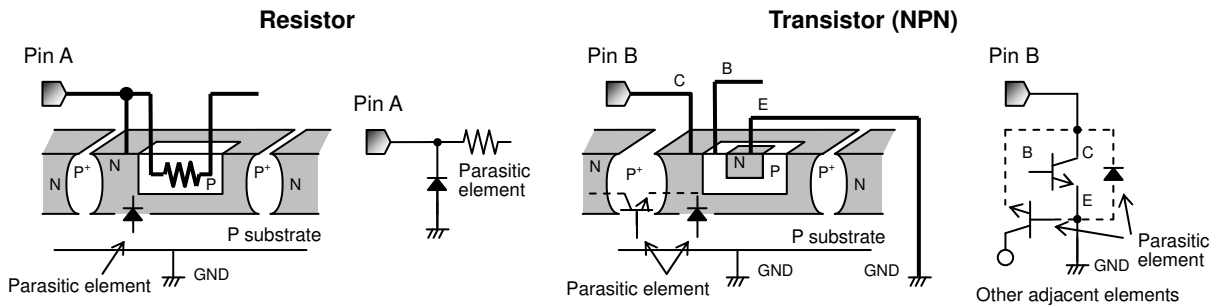 Resistor
Transistor (NPN)
Pin A
Pin A
N
P+
N
P
P+
N
Parasitic
element
P substrate
GND
Parasitic element
Pin B
C
B
E
N
P+
N
P
P+
N
P substrate
GND
GND
Parasitic element
Pin B
B
C
E
GND
Parasitic
element
Other adjacent elements